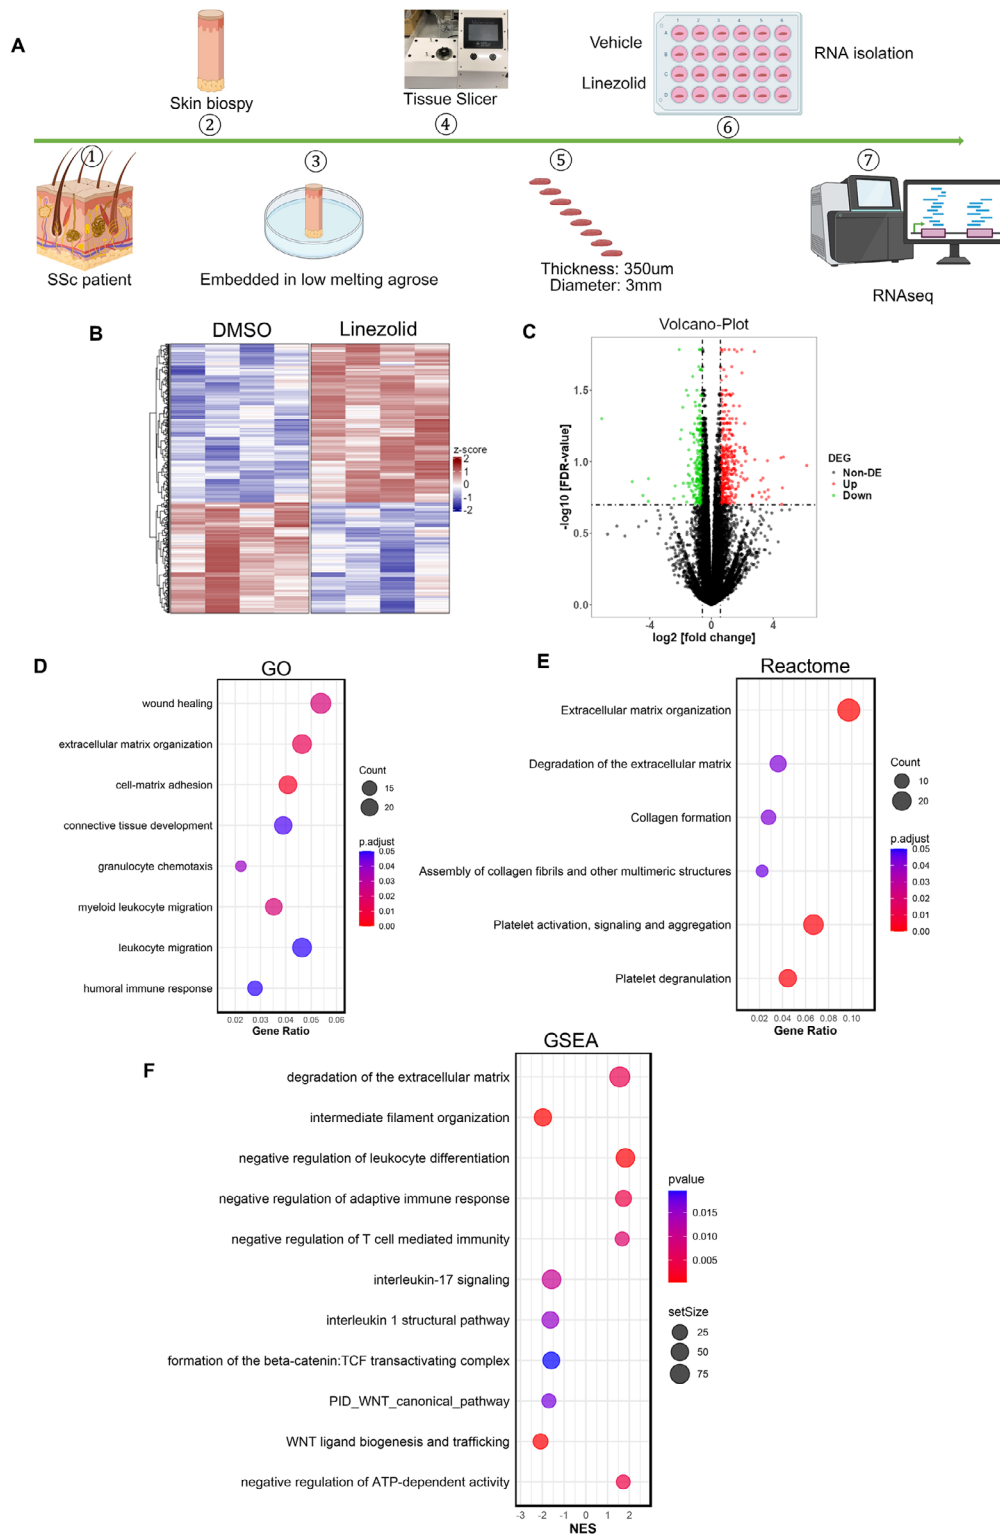 A
Skin biospy
②
Tissue Slicer
④
Vehicle
Linezolid
1 2 3 4 5 6
A
B
C
D
RNA isolation
⑥
①
SSc patient
③
Embedded in low melting agrose
⑤
Thickness: 350um
Diameter: 3mm
⑦
RNAseq
B
DMSO
Linezolid
z-score
2
1
0
-1
-2
C
Volcano-Plot
-log10 [FDR-value]
1.5
1.0
0.5
0.0
-4 0 4
log2 [fold change]
DEG
Non-DE
Up
Down
D
GO
wound healing
extracellular matrix organization
cell-matrix adhesion
connective tissue development
granulocyte chemotaxis
myeloid leukocyte migration
leukocyte migration
humoral immune response
0.02 0.03 0.04 0.05 0.06
Gene Ratio
Count
15
20
p.adjust
0.05
0.04
0.03
0.02
0.01
0.00
E
Reactome
Extracellular matrix organization
Degradation of the extracellular matrix
Collagen formation
Assembly of collagen fibrils and other multimeric structures
Platelet activation, signaling and aggregation
Platelet degranulation
0.02 0.04 0.06 0.08 0.10
Gene Ratio
Count
10
20
p.adjust
0.05
0.04
0.03
0.02
0.01
0.00
F
GSEA
degradation of the extracellular matrix
intermediate filament organization
negative regulation of leukocyte differentiation
negative regulation of adaptive immune response
negative regulation of T cell mediated immunity
interleukin-17 signaling
interleukin 1 structural pathway
formation of the beta-catenin:TCF transactivating complex
PID_WNT_canonical_pathway
WNT ligand biogenesis and trafficking
negative regulation of ATP-dependent activity
-3 -2 -1 0 1 2
NES
pvalue
0.015
0.010
0.005
setSize
25
50
75